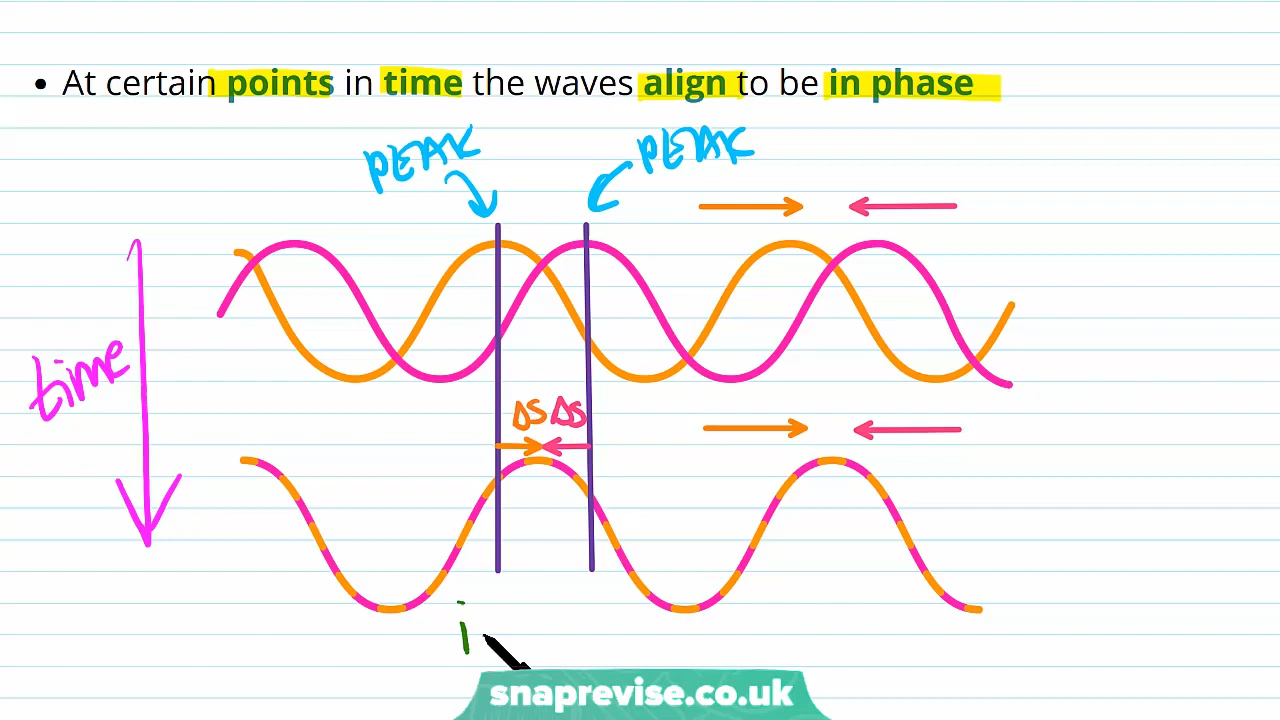 • At certain points in time the waves align to be in phase
PEAK
PEAK
time
Δs Δs
i
snaprevise.co.uk